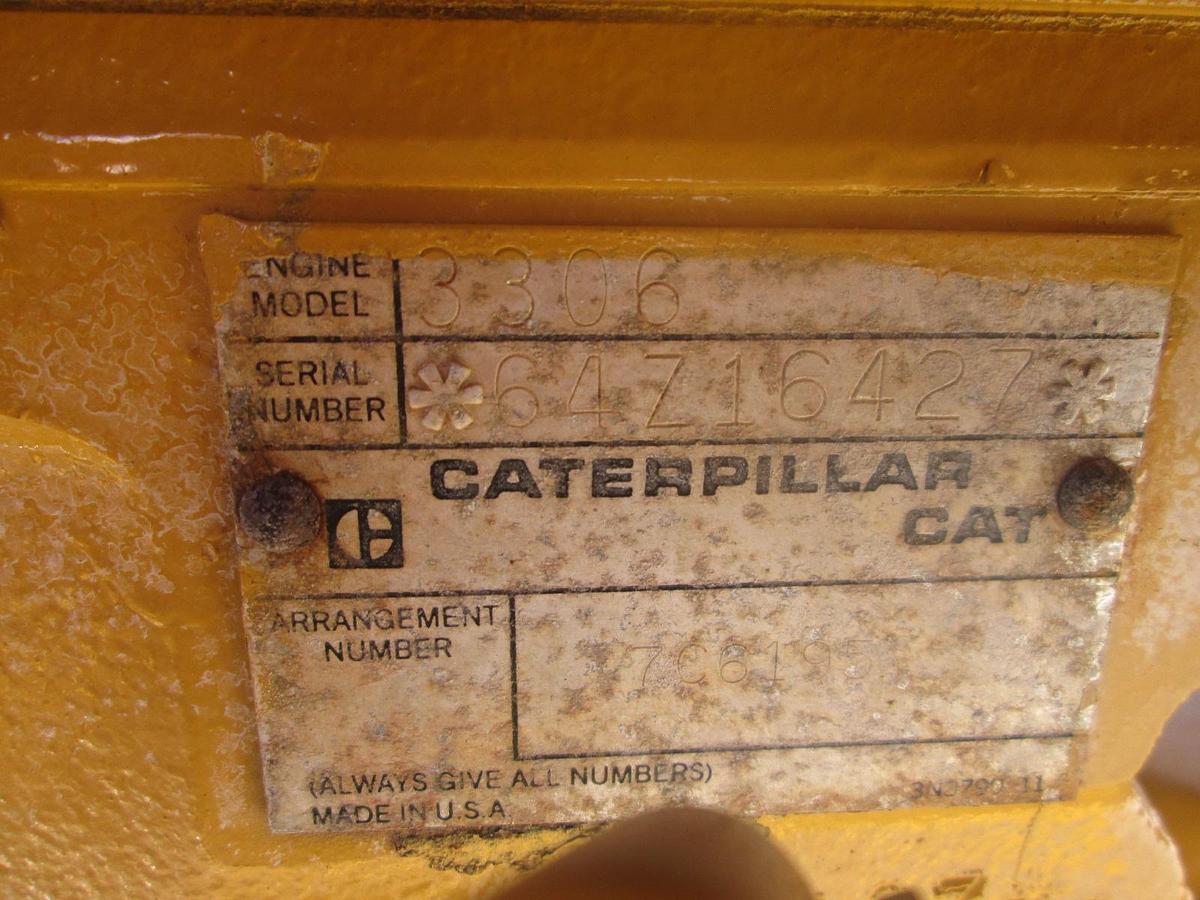 ENGINE MODEL 3306
SERIAL NUMBER *64Z16427*
CATERPILLAR
CAT
ARRANGEMENT NUMBER 7C6195
(ALWAYS GIVE ALL NUMBERS)
MADE IN U.S.A.